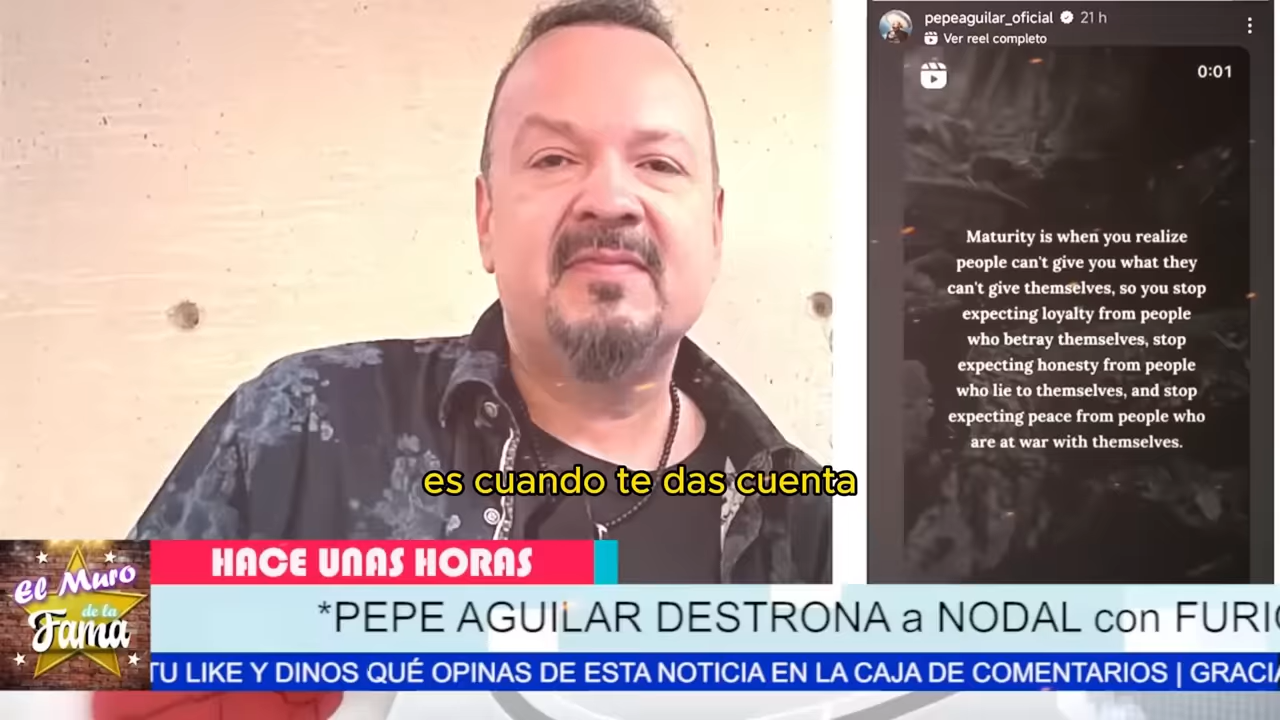 pepeaguilar_oficial 21 h
Ver reel completo
0:01
Maturity is when you realize
people can't give you what they
can't give themselves, so you stop
expecting loyalty from people
who betray themselves, stop
expecting honesty from people
who lie to themselves, and stop
expecting peace from people who
are at war with themselves.
es cuando te das cuenta
HACE UNAS HORAS
El Muro
de la
Fama
*PEPE AGUILAR DESTRONA a NODAL con FURIO
TU LIKE Y DINOS QUÉ OPINAS DE ESTA NOTICIA EN LA CAJA DE COMENTARIOS | GRACIA